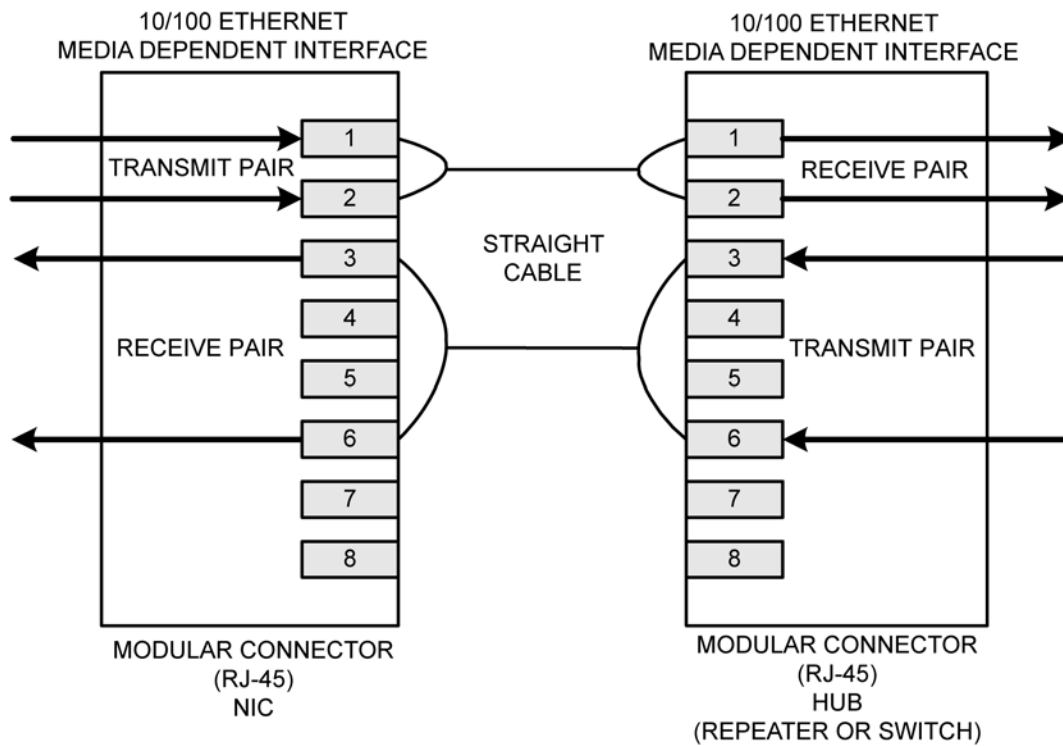 10/100 ETHERNET
MEDIA DEPENDENT INTERFACE
1
TRANSMIT PAIR
2
3
4
RECEIVE PAIR
5
6
7
8
MODULAR CONNECTOR
(RJ-45)
NIC
STRAIGHT
CABLE
10/100 ETHERNET
MEDIA DEPENDENT INTERFACE
1
RECEIVE PAIR
2
3
4
TRANSMIT PAIR
5
6
7
8
MODULAR CONNECTOR
(RJ-45)
HUB
(REPEATER OR SWITCH)